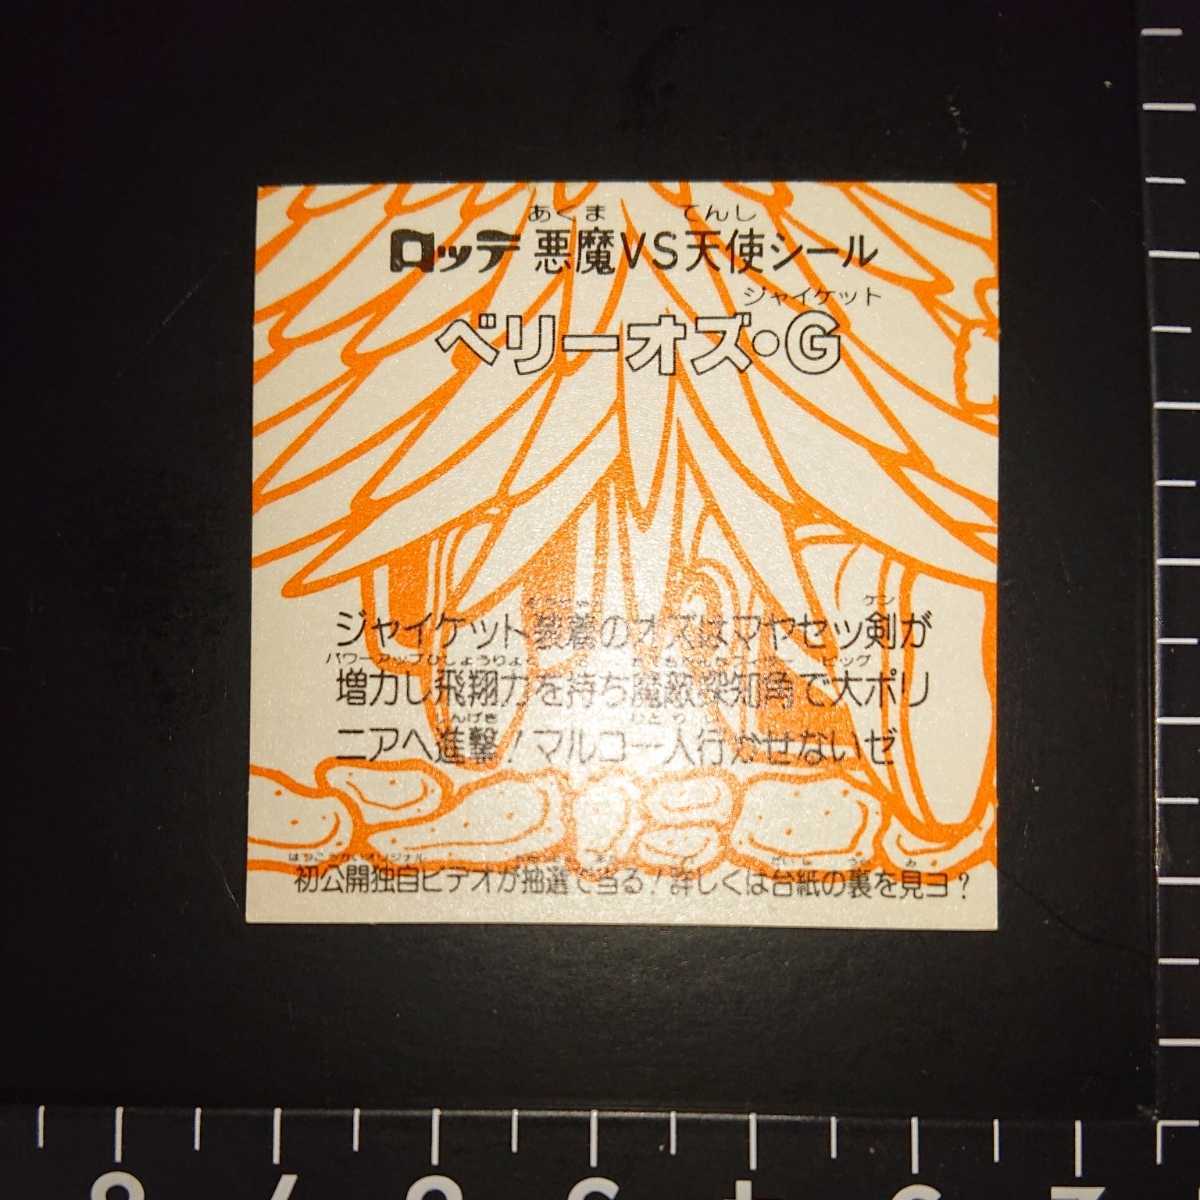 あくま てんし
ロッテ 悪魔VS天使シール
ジャイケット
ベリーオズ・G
ケン
ジャイケット装着のオズはマヤセッ剣が
パワーアップ ひしょうりょく ビッグ
増力し飛翔力を持ち魔敵探知角で大ポリ
しんげき ひとり
ニアへ進撃!マルコー人行かせないゼ
はつこうかいオリジナル だいし うら み
初公開独自ビデオが抽選で当る!詳しくは台紙の裏を見ヨ?